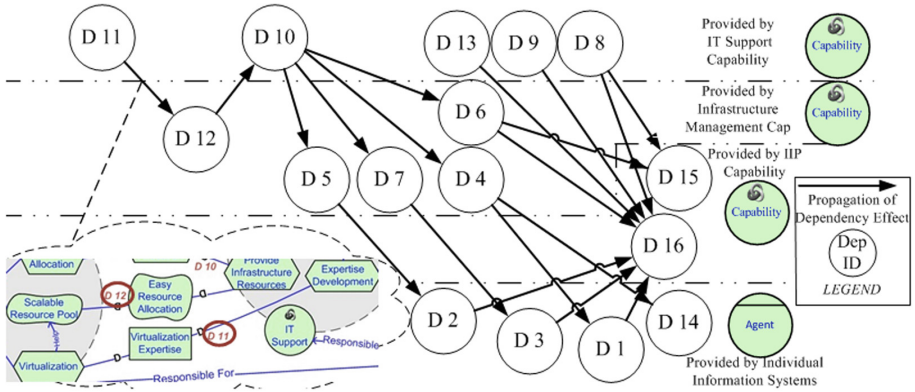 D 11
D 10
D 13
D 9
D 8
Provided by
IT Support
Capability
Capability
D 12
D 6
Provided by
Infrastructure
Management Cap
Capability
D 5
D 7
D 4
D 15
Provided by IIP
Capability
Capability
Propagation of
Dependency Effect
Dep
ID
LEGEND
D 16
D 2
D 3
D 1
D 14
Agent
Provided by Individual
Information Systems
Allocation
D 10
Provide
Infrastructure
Resources
Expertise
Development
Scalable
Resource Pool
D 12
Easy
Resource
Allocation
D
D
Virtualization
Expertise
D
D 11
IT
Support
Responsible
Virtualization
D
Responsible For